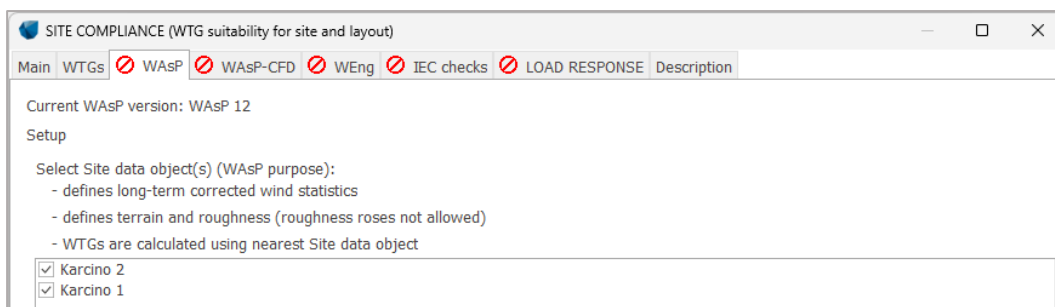 SITE COMPLIANCE (WTG suitability for site and layout)
Main WTGs WAsP WAsP-CFD WEng IEC checks LOAD RESPONSE Description
Current WAsP version: WAsP 12
Setup
Select Site data object(s) (WAsP purpose):
- defines long-term corrected wind statistics
- defines terrain and roughness (roughness roses not allowed)
- WTGs are calculated using nearest Site data object
Karcino 2
Karcino 1